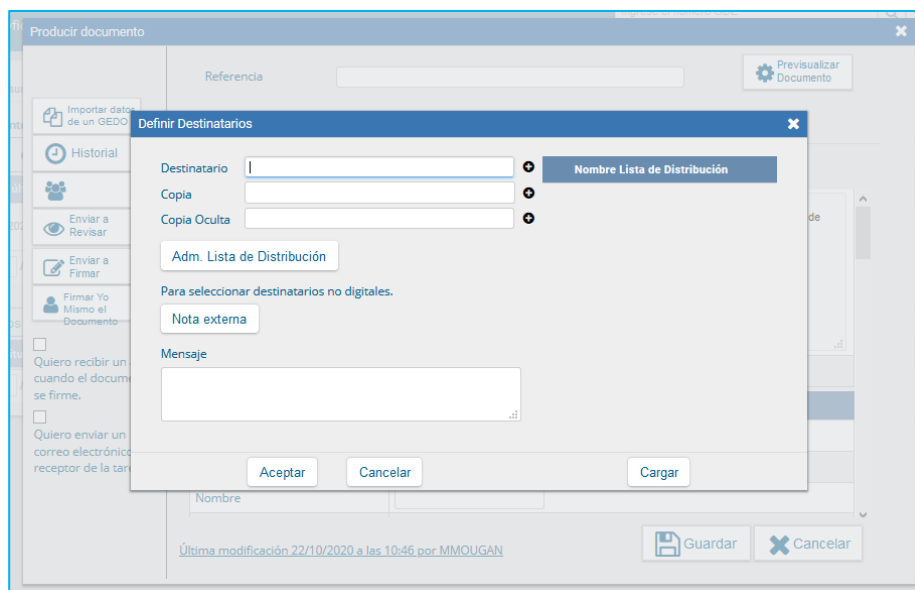 Producir documento
Referencia
Previsualizar
Documento
Importar datos
de un GEDO
Historial
Enviar a
Revisar
Enviar a
Firmar
Firmar Yo
Mismo el
Documento
Quiero recibir un
cuando el docume
se firme.
Quiero enviar un
correo electrónico
receptor de la tar
Definir Destinatarios
Destinatario
Nombre Lista de Distribución
Copia
Copia Oculta
Adm. Lista de Distribución
Para seleccionar destinatarios no digitales.
Nota externa
Mensaje
Aceptar
Cancelar
Cargar
de
Nombre
Última modificación 22/10/2020 a las 10:46 por MMOUGAN
Guardar
Cancelar